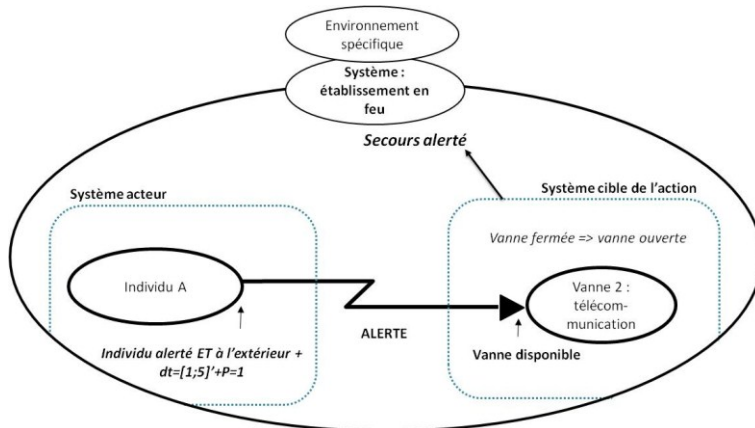 Environnement
spécifique
Système :
établissement en
feu
Secours alerté
Système acteur
Système cible de l'action
Vanne fermée => vanne ouverte
Individu A
Vanne 2 :
télécom-
munication
ALERTE
Individu alerté ET à l'extérieur +
dt=[1;5]'+P=1
Vanne disponible